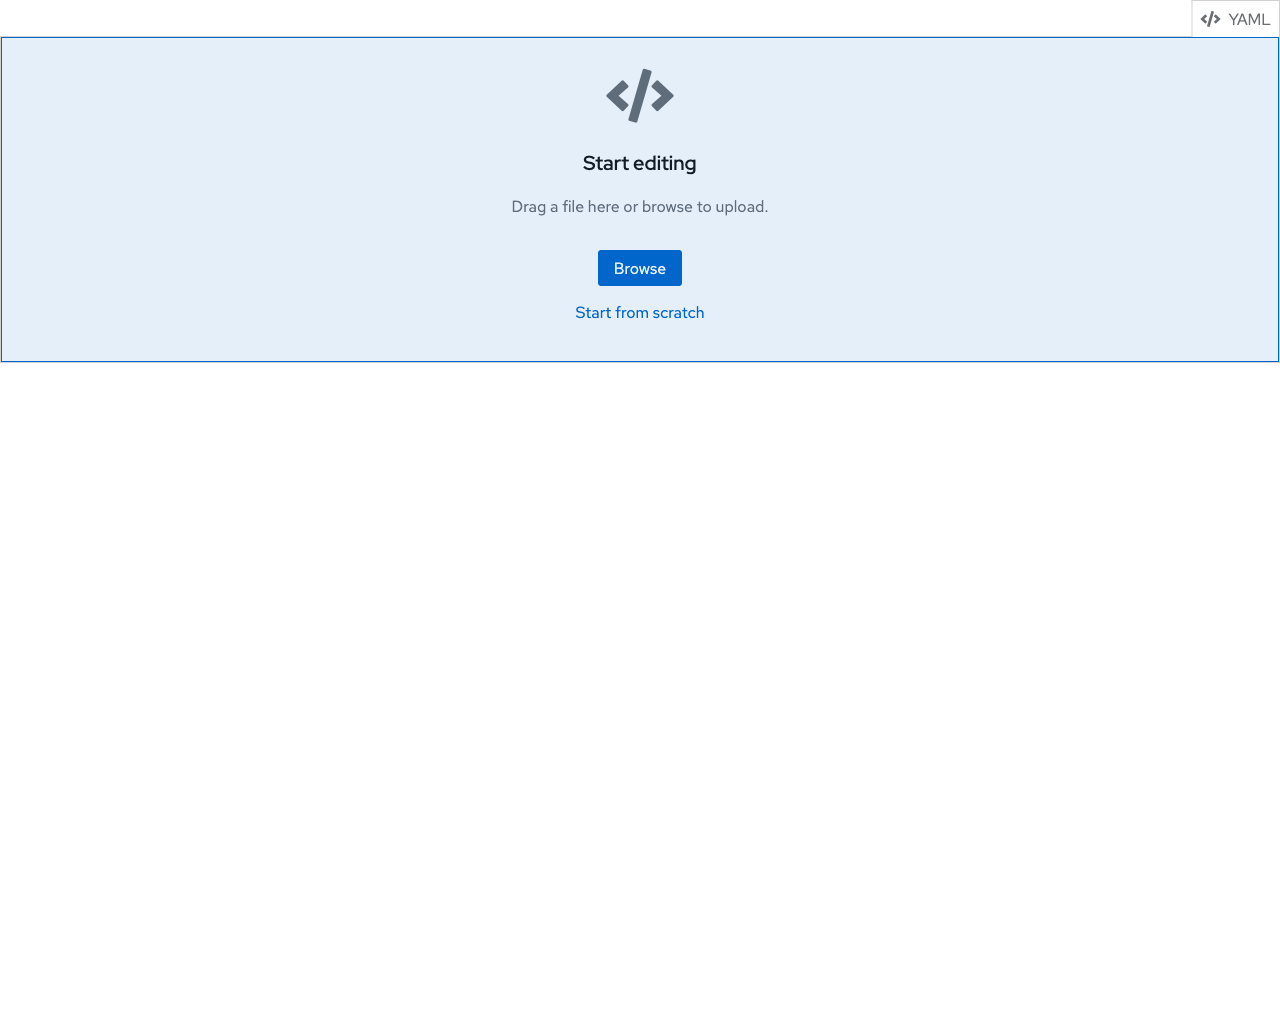 YAML
Start editing
Drag a file here or browse to upload.
Browse
Start from scratch